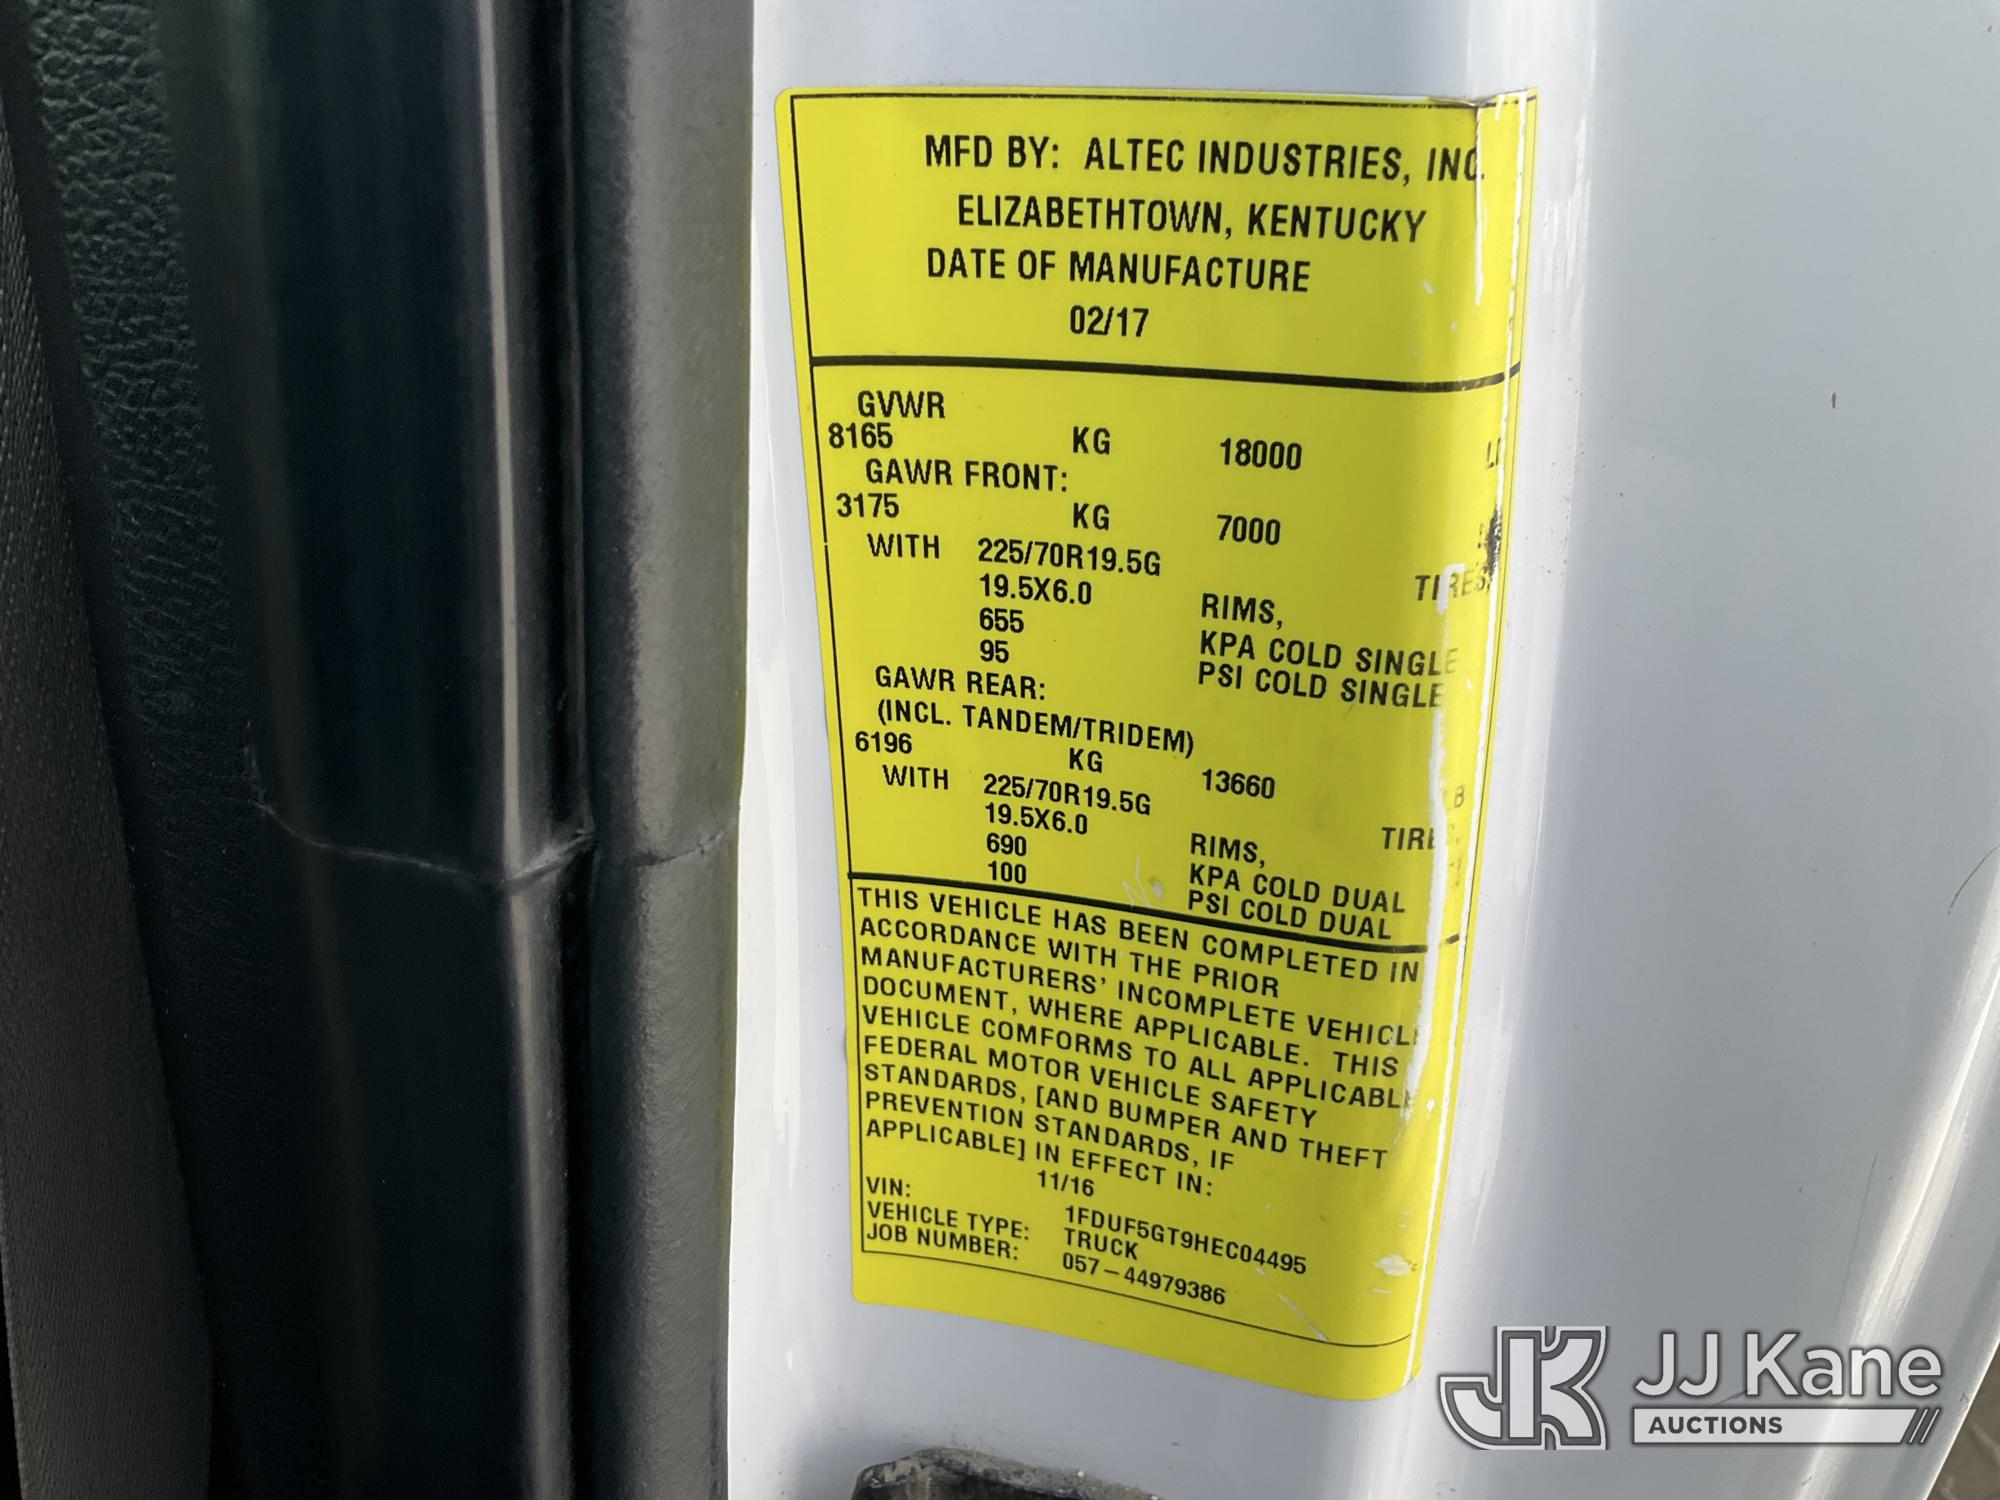 MFD BY: ALTEC INDUSTRIES, INC.
ELIZABETHTOWN, KENTUCKY
DATE OF MANUFACTURE
02/17
GVWR
8165 KG 18000
GAWR FRONT:
3175 KG 7000
WITH 225/70R19.5G TIRES,
19.5X6.0 RIMS,
655 KPA COLD SINGLE
95 PSI COLD SINGLE
GAWR REAR:
(INCL. TANDEM/TRIDEM)
6196 KG 13660 LB
WITH 225/70R19.5G TIRES,
19.5X6.0 RIMS,
690 KPA COLD DUAL
100 PSI COLD DUAL
THIS VEHICLE HAS BEEN COMPLETED IN
ACCORDANCE WITH THE PRIOR
MANUFACTURERS' INCOMPLETE VEHICLE
DOCUMENT, WHERE APPLICABLE. THIS
VEHICLE COMFORMS TO ALL APPLICABLE
FEDERAL MOTOR VEHICLE SAFETY
STANDARDS, [AND BUMPER AND THEFT
PREVENTION STANDARDS, IF
APPLICABLE] IN EFFECT IN:
11/16
VIN: 1FDUF5GT9HEC04495
VEHICLE TYPE: TRUCK
JOB NUMBER: 057-44979386
JK JJ Kane
AUCTIONS